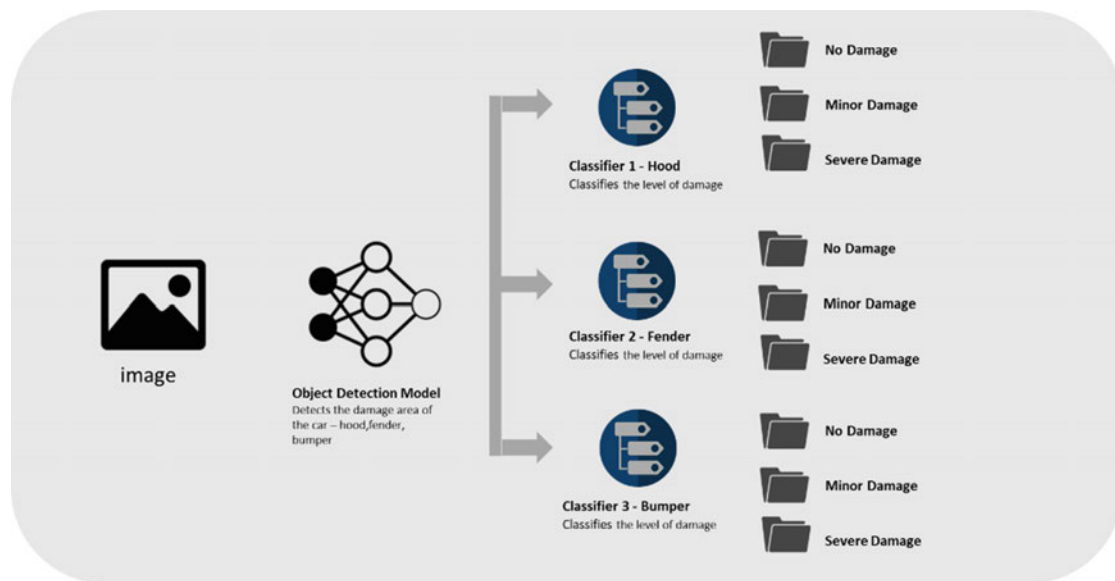 image
Object Detection Model
Detects the damage area of
the car – hood,fender,
bumper
Classifier 1 - Hood
Classifies the level of damage
No Damage
Minor Damage
Severe Damage
Classifier 2 - Fender
Classifies the level of damage
No Damage
Minor Damage
Severe Damage
Classifier 3 - Bumper
Classifies the level of damage
No Damage
Minor Damage
Severe Damage